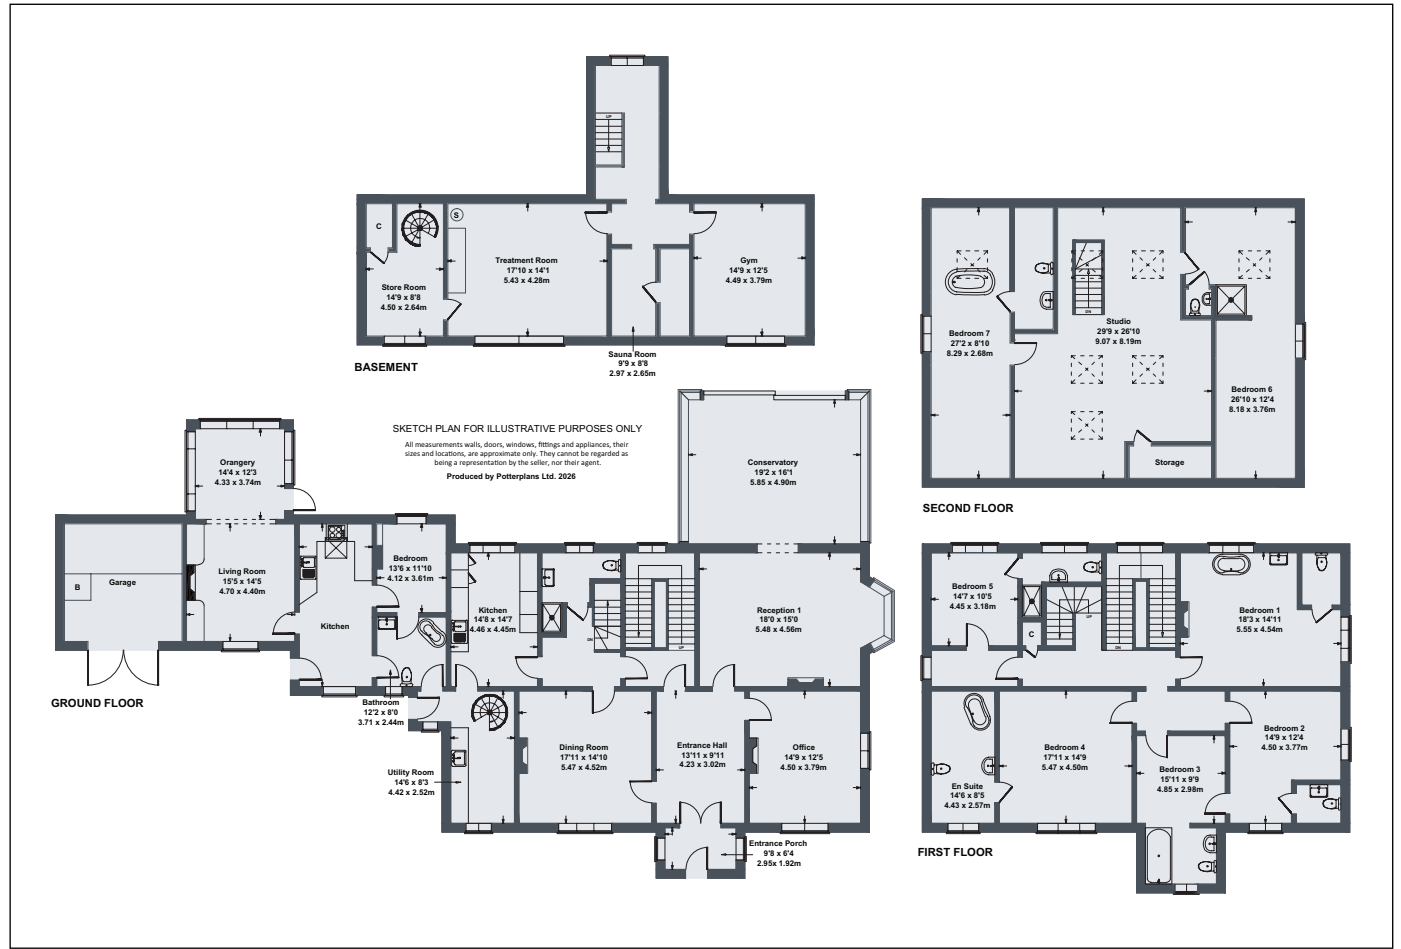 UP
S
C
Treatment Room
17'10 x 14'1
5.43 x 4.28m
Gym
14'9 x 12'5
4.49 x 3.79m
Store Room
14'9 x 8'8
4.50 x 2.64m
Sauna Room
9'9 x 8'8
2.97 x 2.65m
BASEMENT
DN
Studio
29'9 x 26'10
9.07 x 8.19m
Bedroom 7
27'2 x 8'10
8.29 x 2.68m
Bedroom 6
26'10 x 12'4
8.18 x 3.76m
Storage
SECOND FLOOR
SKETCH PLAN FOR ILLUSTRATIVE PURPOSES ONLY
All measurements walls, doors, windows, fittings and appliances, their
sizes and locations, are approximate only. They cannot be regarded as
being a representation by the seller, nor their agent.
Produced by Potterplans Ltd. 2026
Orangery
14'4 x 12'3
4.33 x 3.74m
Conservatory
19'2 x 16'1
5.85 x 4.90m
Garage
B
Living Room
15'5 x 14'5
4.70 x 4.40m
Kitchen
Bedroom
13'6 x 11'10
4.12 x 3.61m
Kitchen
14'8 x 14'7
4.46 x 4.45m
DN
UP
Reception 1
18'0 x 15'0
5.48 x 4.56m
Bathroom
12'2 x 8'0
3.71 x 2.44m
Utility Room
14'6 x 8'3
4.42 x 2.52m
Dining Room
17'11 x 14'10
5.47 x 4.52m
Entrance Hall
13'11 x 9'11
4.23 x 3.02m
Office
14'9 x 12'5
4.50 x 3.79m
Entrance Porch
9'8 x 6'4
2.95x 1.92m
GROUND FLOOR
Bedroom 5
14'7 x 10'5
4.45 x 3.18m
C
UP
DN
Bedroom 1
18'3 x 14'11
5.55 x 4.54m
En Suite
14'6 x 8'5
4.43 x 2.57m
Bedroom 4
17'11 x 14'9
5.47 x 4.50m
Bedroom 3
15'11 x 9'9
4.85 x 2.98m
Bedroom 2
14'9 x 12'4
4.50 x 3.77m
FIRST FLOOR